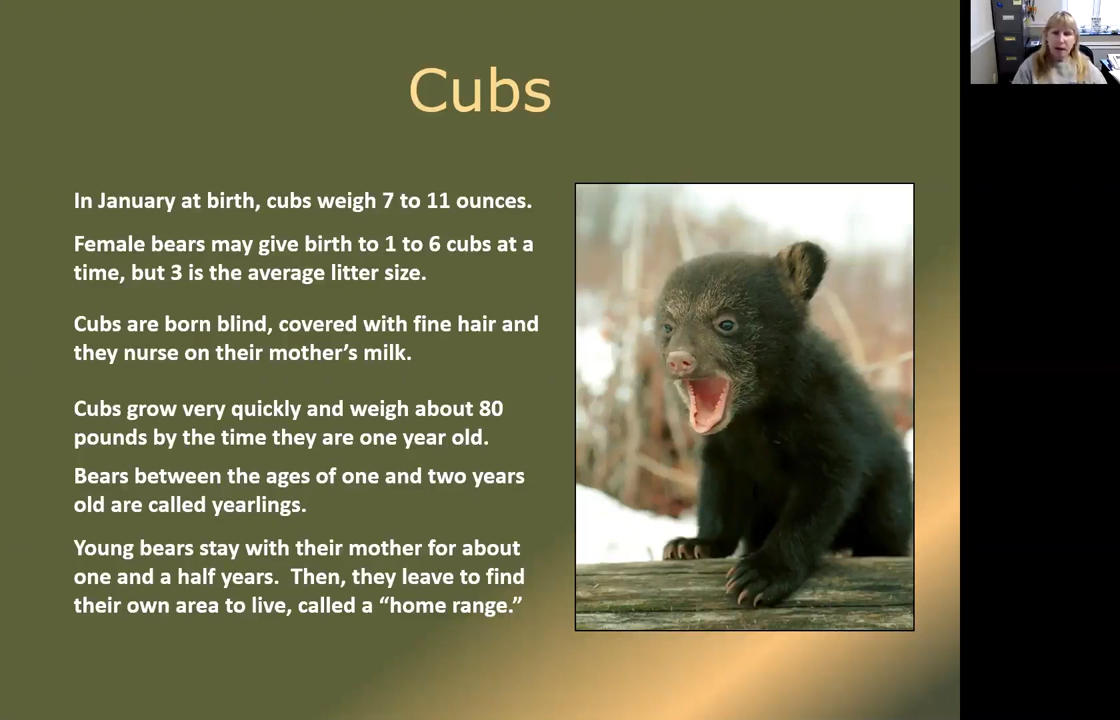 Cubs
In January at birth, cubs weigh 7 to 11 ounces.
Female bears may give birth to 1 to 6 cubs at a
time, but 3 is the average litter size.
Cubs are born blind, covered with fine hair and
they nurse on their mother’s milk.
Cubs grow very quickly and weigh about 80
pounds by the time they are one year old.
Bears between the ages of one and two years
old are called yearlings.
Young bears stay with their mother for about
one and a half years.  Then, they leave to find
their own area to live, called a “home range.”